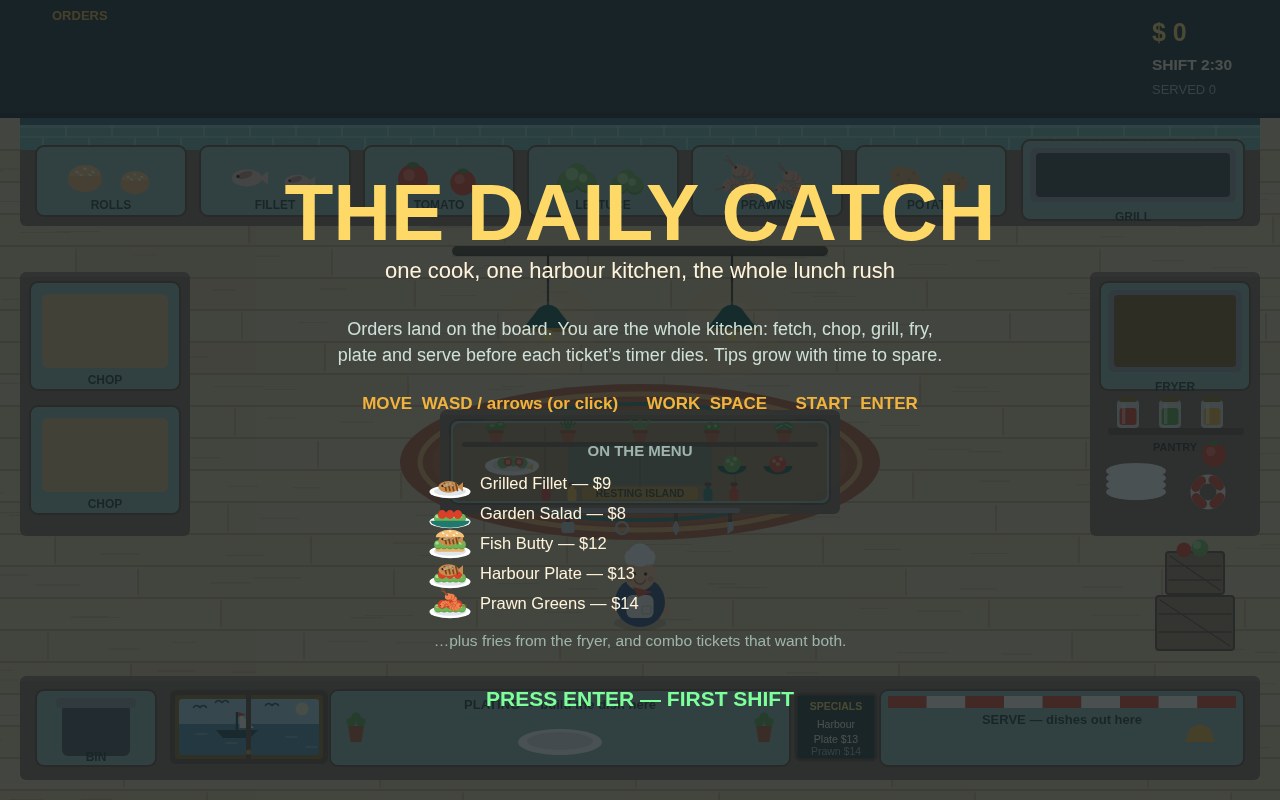 ORDERS
$ 0
SHIFT 2:30
SERVED 0
ROLLS
FILLET
TOMATO
PRAWNS
GRILL
THE DAILY CATCH
one cook, one harbour kitchen, the whole lunch rush
Orders land on the board. You are the whole kitchen: fetch, chop, grill, fry,
plate and serve before each ticket’s timer dies. Tips grow with time to spare.
CHOP
FRYER
MOVE WASD / arrows (or click) WORK SPACE START ENTER
ON THE MENU
PANTRY
Grilled Fillet — $9
RESTING ISLAND
CHOP
Garden Salad — $8
Fish Butty — $12
Harbour Plate — $13
Prawn Greens — $14
…plus fries from the fryer, and combo tickets that want both.
PRESS ENTER — FIRST SHIFT
BIN
SPECIALS
Harbour
Plate $13
Prawn $14
SERVE — dishes out here